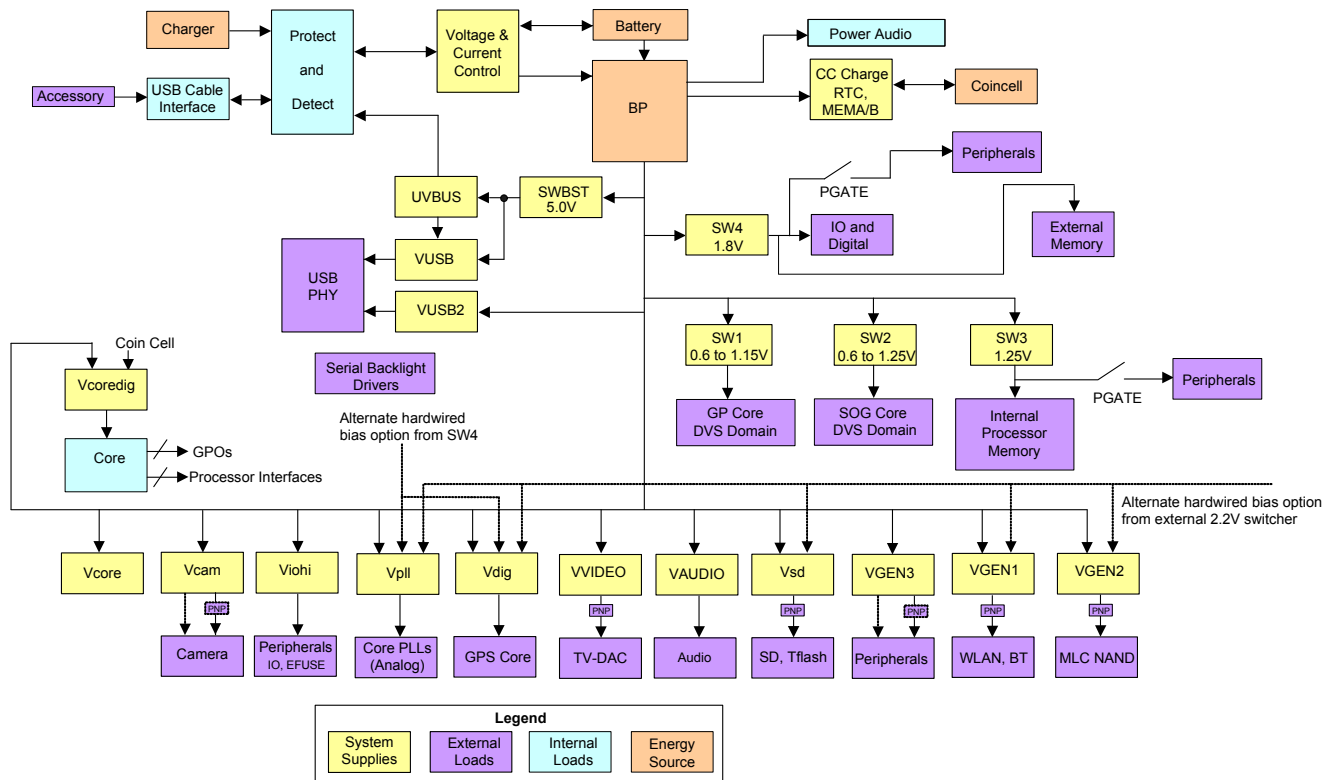 Charger
Protect
and
Detect
Voltage &
Current
Control
Battery
Power Audio
Accessory
USB Cable
Interface
BP
CC Charge
RTC,
MEMA/B
Coincell
Peripherals
PGATE
UVBUS
SWBST
5.0V
SW4
1.8V
IO and
Digital
External
Memory
USB
PHY
VUSB
VUSB2
SW1
0.6 to 1.15V
SW2
0.6 to 1.25V
SW3
1.25V
Coin Cell
Vcoredig
Serial Backlight
Drivers
PGATE
Peripherals
GP Core
DVS Domain
SOG Core
DVS Domain
Internal
Processor
Memory
Alternate hardwired
bias option from SW4
Core
GPOs
Processor Interfaces
Alternate hardwired bias option
from external 2.2V switcher
Vcore
Vcam
Viohi
Vpll
Vdig
VVIDEO
VAUDIO
Vsd
VGEN3
VGEN1
VGEN2
PNP
PNP
PNP
PNP
PNP
PNP
Camera
Peripherals
IO, EFUSE
Core PLLs
(Analog)
GPS Core
TV-DAC
Audio
SD, Tflash
Peripherals
WLAN, BT
MLC NAND
Legend
System
Supplies
External
Loads
Internal
Loads
Energy
Source